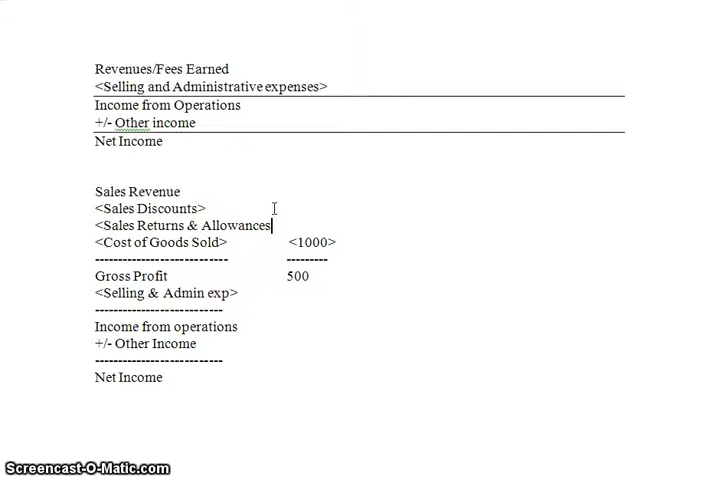 Revenues/Fees Earned
<Selling and Administrative expenses>
Income from Operations
+/- Other income
Net Income
Sales Revenue
<Sales Discounts>
<Sales Returns & Allowances
<Cost of Goods Sold> <1000>
--------------------------- ---------
Gross Profit 500
<Selling & Admin exp>
--------------------------
Income from operations
+/- Other Income
--------------------------
Net Income
Screencast-O-Matic.com